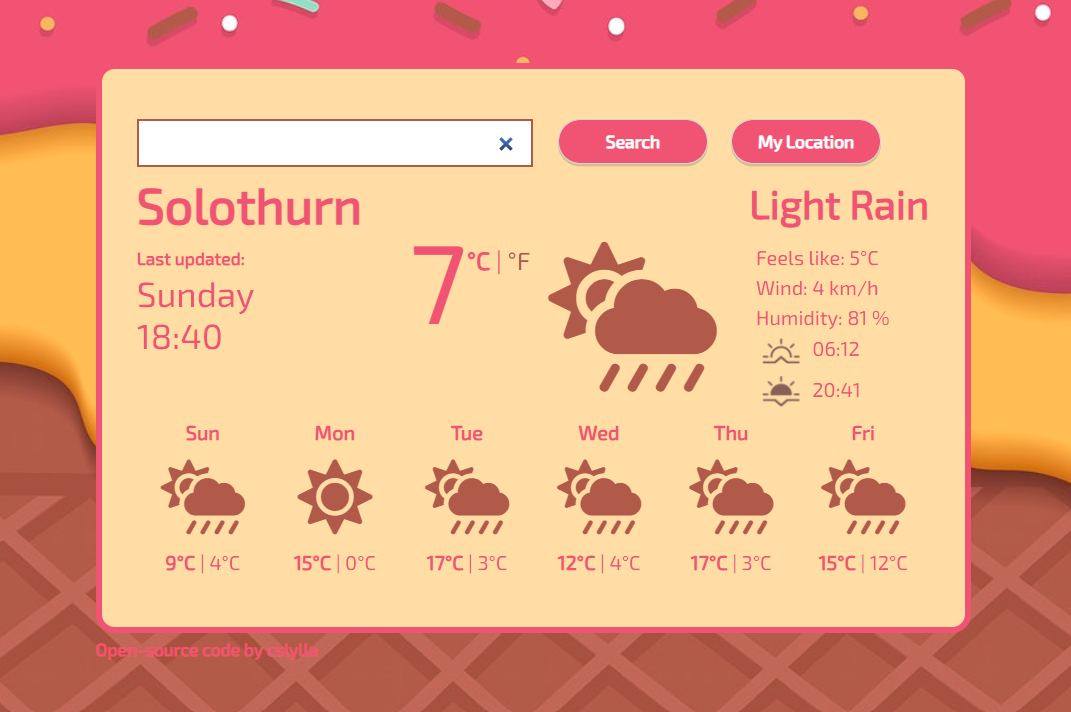 Search
My Location
Solothurn
Light Rain
Last updated:
Sunday
18:40
7 °C | °F
Feels like: 5°C
Wind: 4 km/h
Humidity: 81 %
06:12
20:41
Sun Mon Tue Wed Thu Fri
9°C | 4°C 15°C | 0°C 17°C | 3°C 12°C | 4°C 17°C | 3°C 15°C | 12°C
Open-source code by cslylla